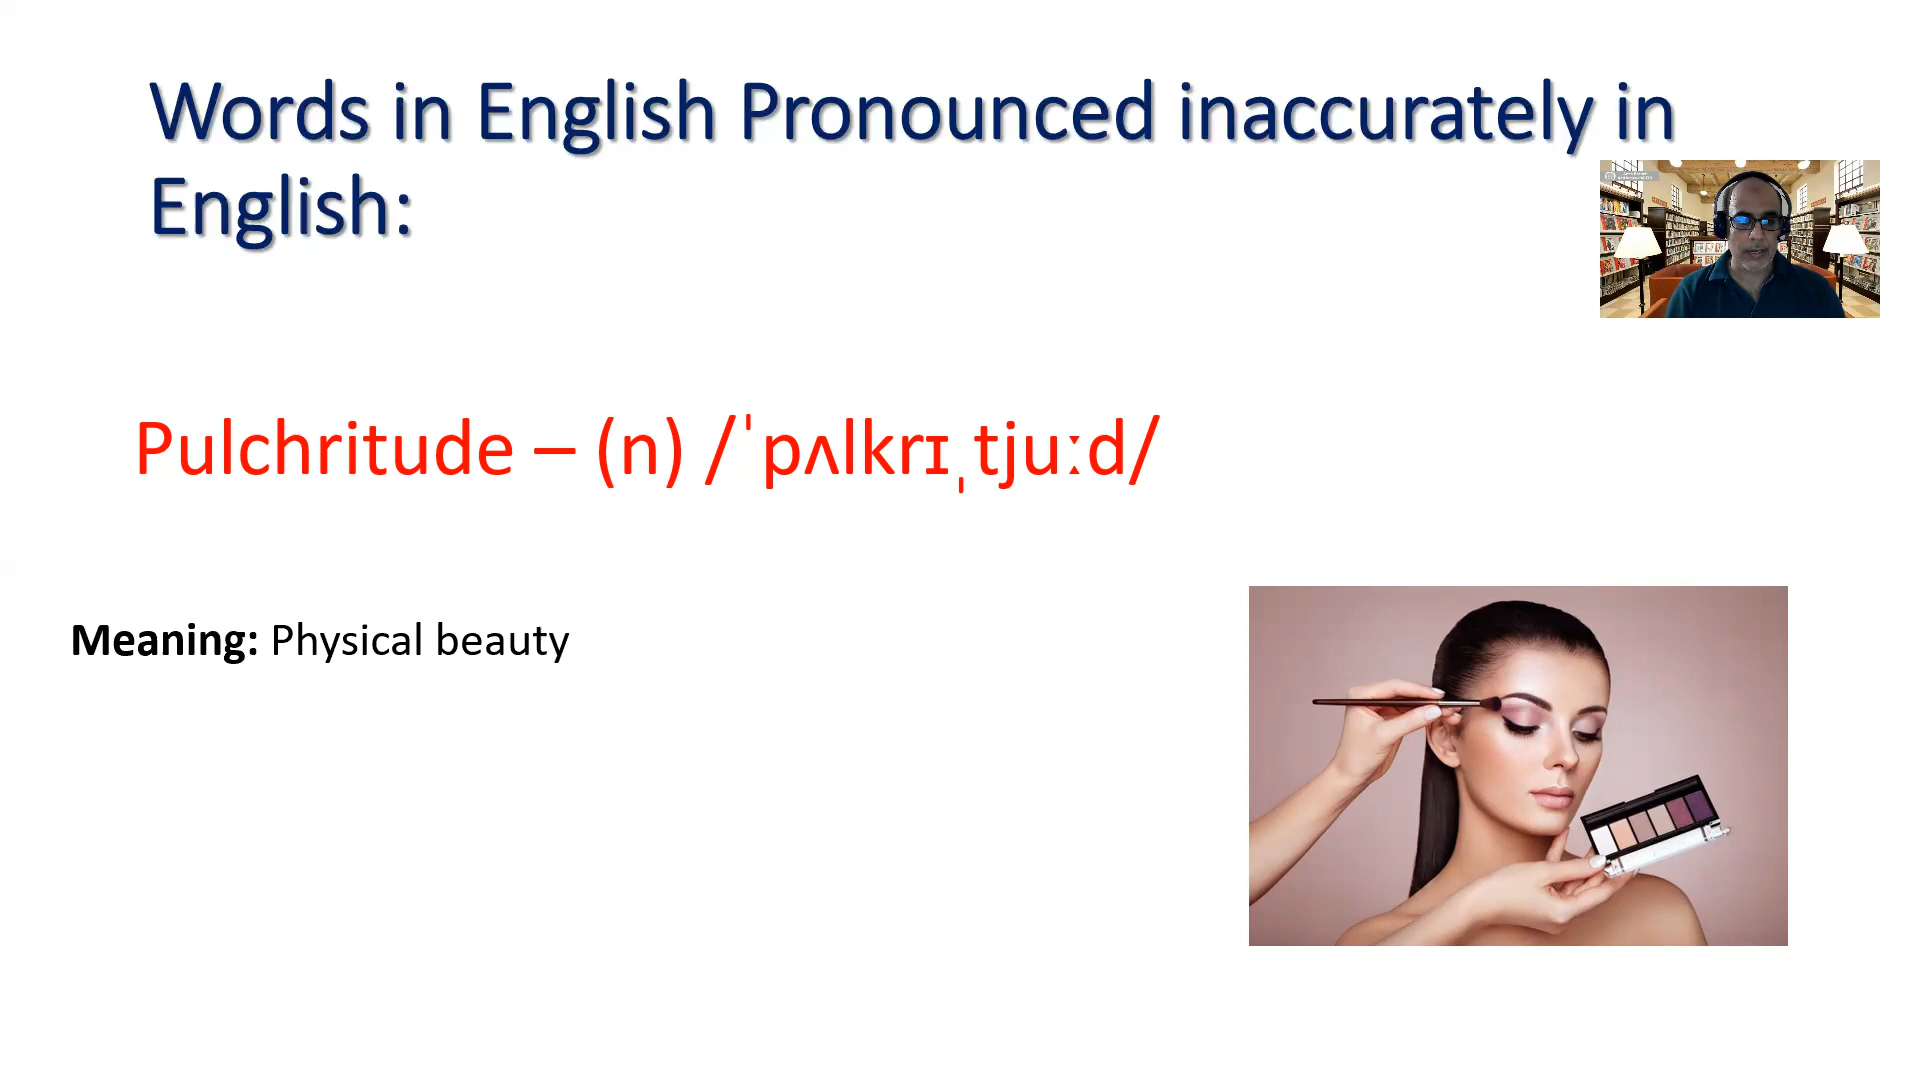 Words in English Pronounced inaccurately in
English:
Pulchritude – (n) /ˈpʌlkrɪˌtjuːd/
Meaning: Physical beauty